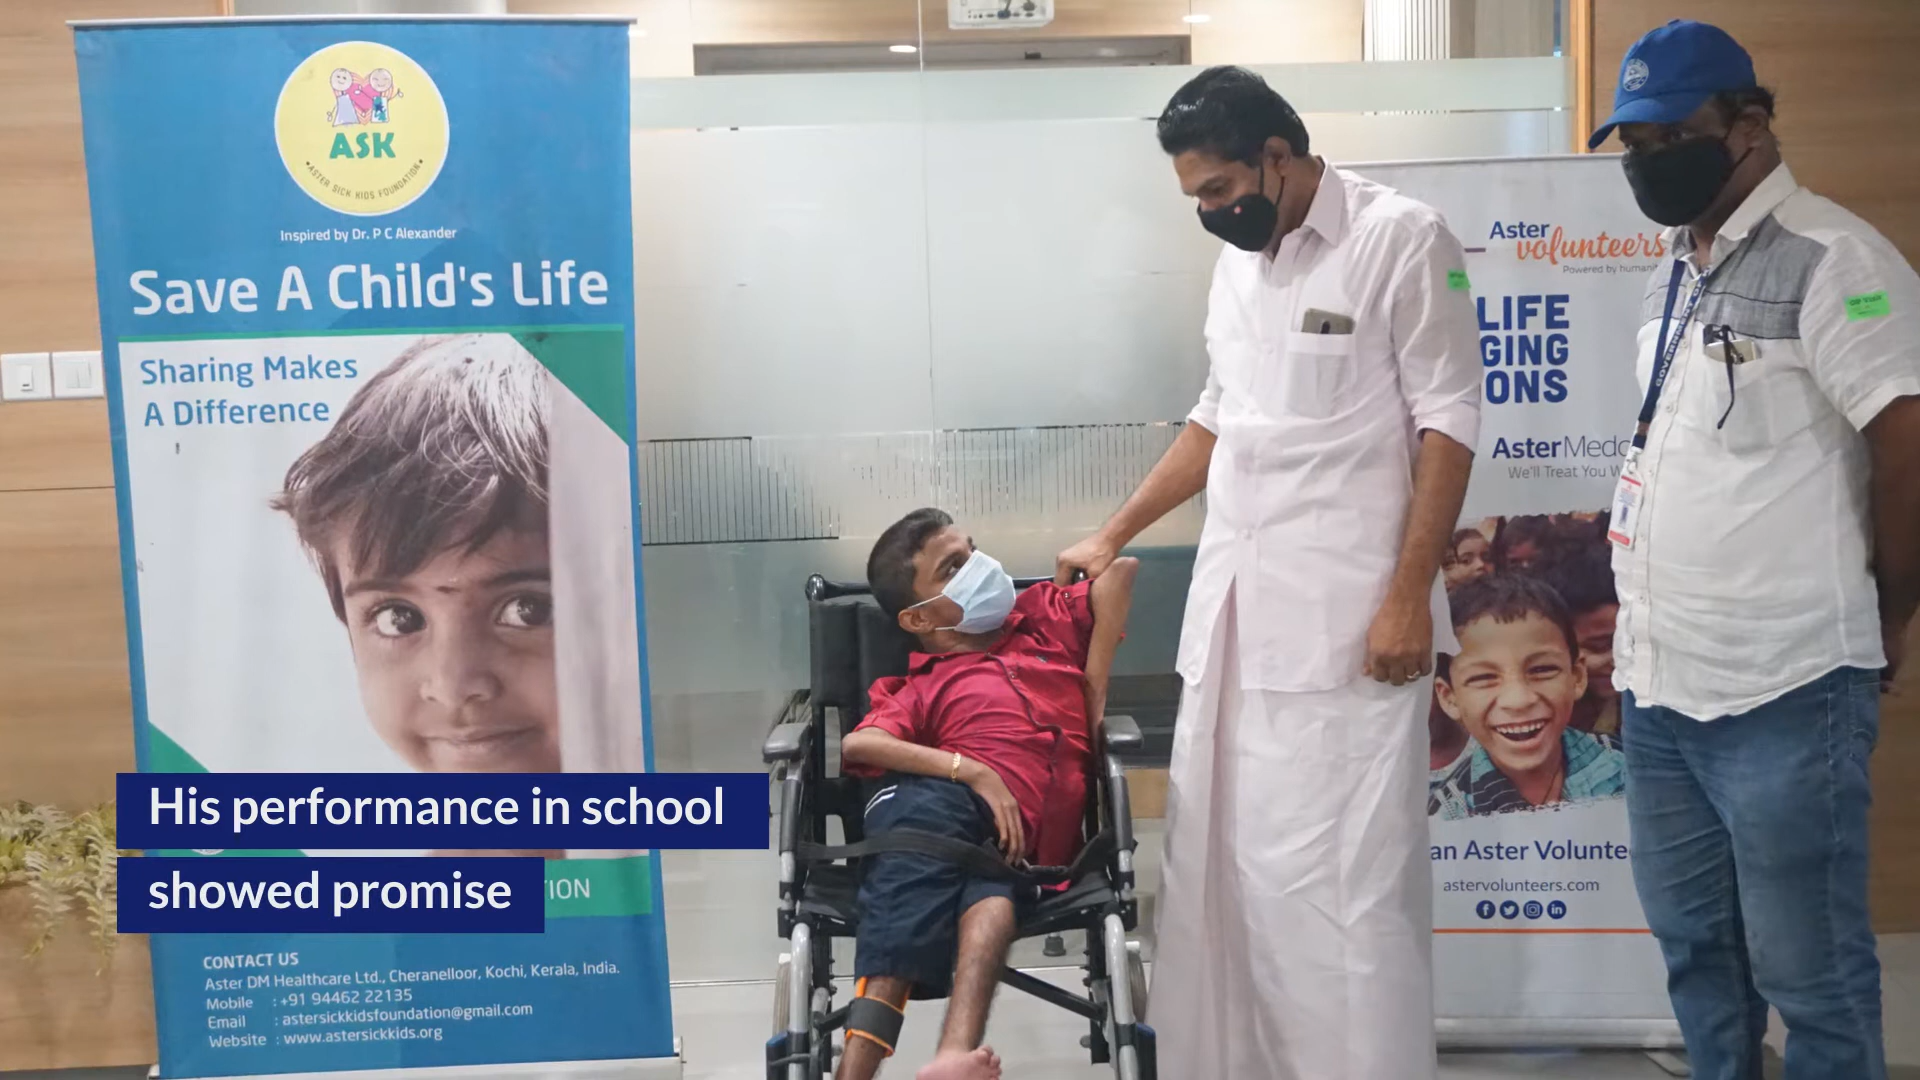 ASK
•ASTER SICK KIDS FOUNDATION•
Inspired by Dr. P C Alexander
Save A Child's Life
Sharing Makes
A Difference
His performance in school
showed promise
TION
CONTACT US
Aster DM Healthcare Ltd., Cheranelloor, Kochi, Kerala, India.
Mobile : +91 94462 22135
Email : astersickkidsfoundation@gmail.com
Website : www.astersickkids.org
Aster
volunteers
Powered by humani
LIFE
GING
ONS
AsterMedc
We'll Treat You W
an Aster Volunte
astervolunteers.com
GOVERNMENT OF